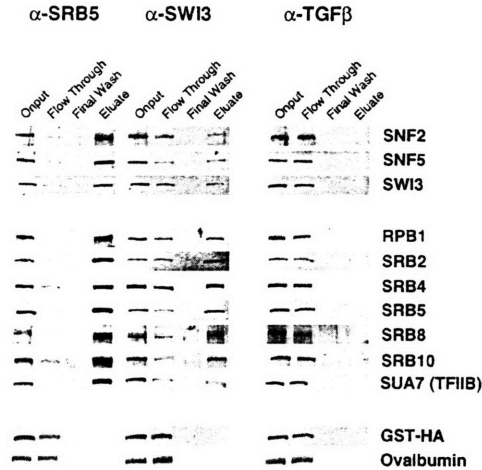 α-SRB5 α-SWI3 α-TGFβ
Onput Flow Through Final Wash Eluate Onput Flow Through Final Wash Eluate Onput Flow Through Final Wash Eluate
SNF2
SNF5
SWI3
RPB1
SRB2
SRB4
SRB5
SRB8
SRB10
SUA7 (TFIIB)
GST-HA
Ovalbumin